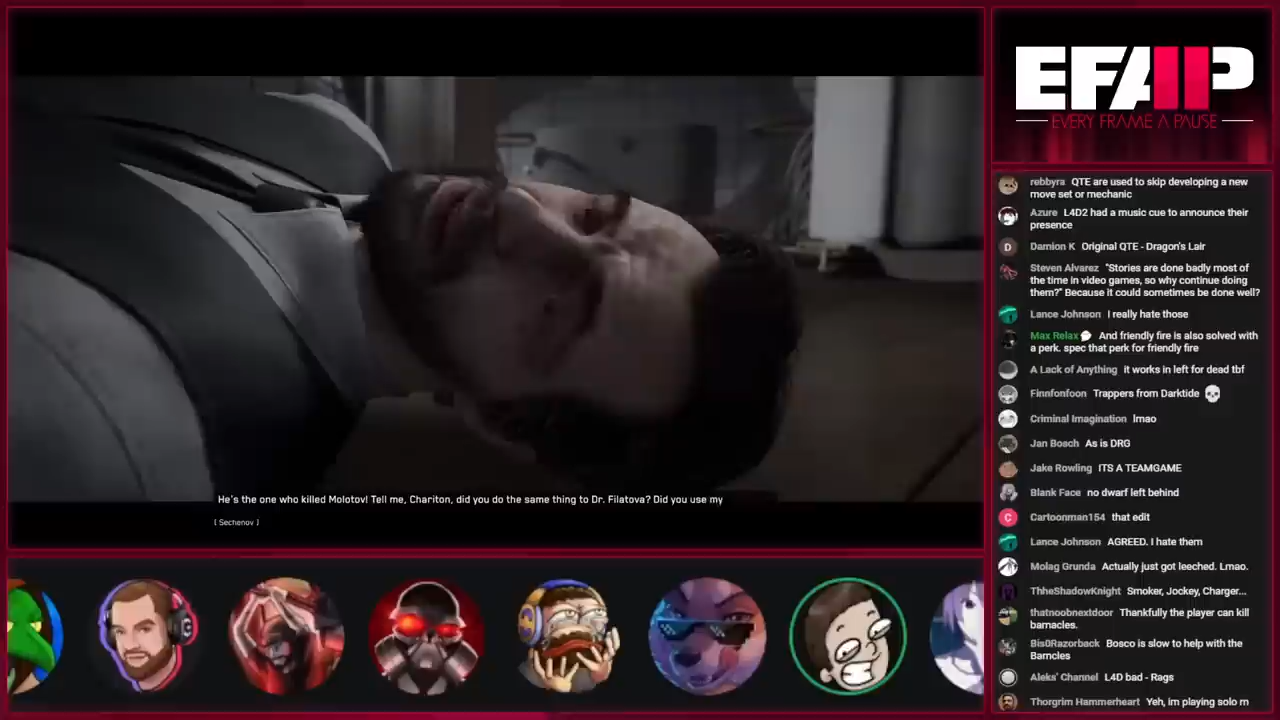 EFAP
EVERY FRAME A PAUSE
rebbyra QTE are used to skip developing a new
move set or mechanic
Azure L4D2 had a music cue to announce their
presence
D Damion K Original QTE - Dragon's Lair
Steven Alvarez "Stories are done badly most of
the time in video games, so why continue doing
them?" Because it could sometimes be done well?
Lance Johnson I really hate those
Max Relax And friendly fire is also solved with
a perk. spec that perk for friendly fire
A Lack of Anything it works in left for dead tbf
Finnfonfoon Trappers from Darktide
Criminal Imagination lmao
Jan Bosch As is DRG
Jake Rowling ITS A TEAMGAME
Blank Face no dwarf left behind
C Cartoonman154 that edit
Lance Johnson AGREED. I hate them
Molag Grunda Actually just got leeched. Lmao.
ThheShadowKnight Smoker, Jockey, Charger...
thatnoobnextdoor Thankfully the player can kill
barnacles.
Bis0Razorback Bosco is slow to help with the
Barncles
Aleks' Channel L4D bad - Rags
Thorgrim Hammerheart Yeh, im playing solo rn
He's the one who killed Molotov! Tell me, Chariton, did you do the same thing to Dr. Filatova? Did you use my
( Sechenov )